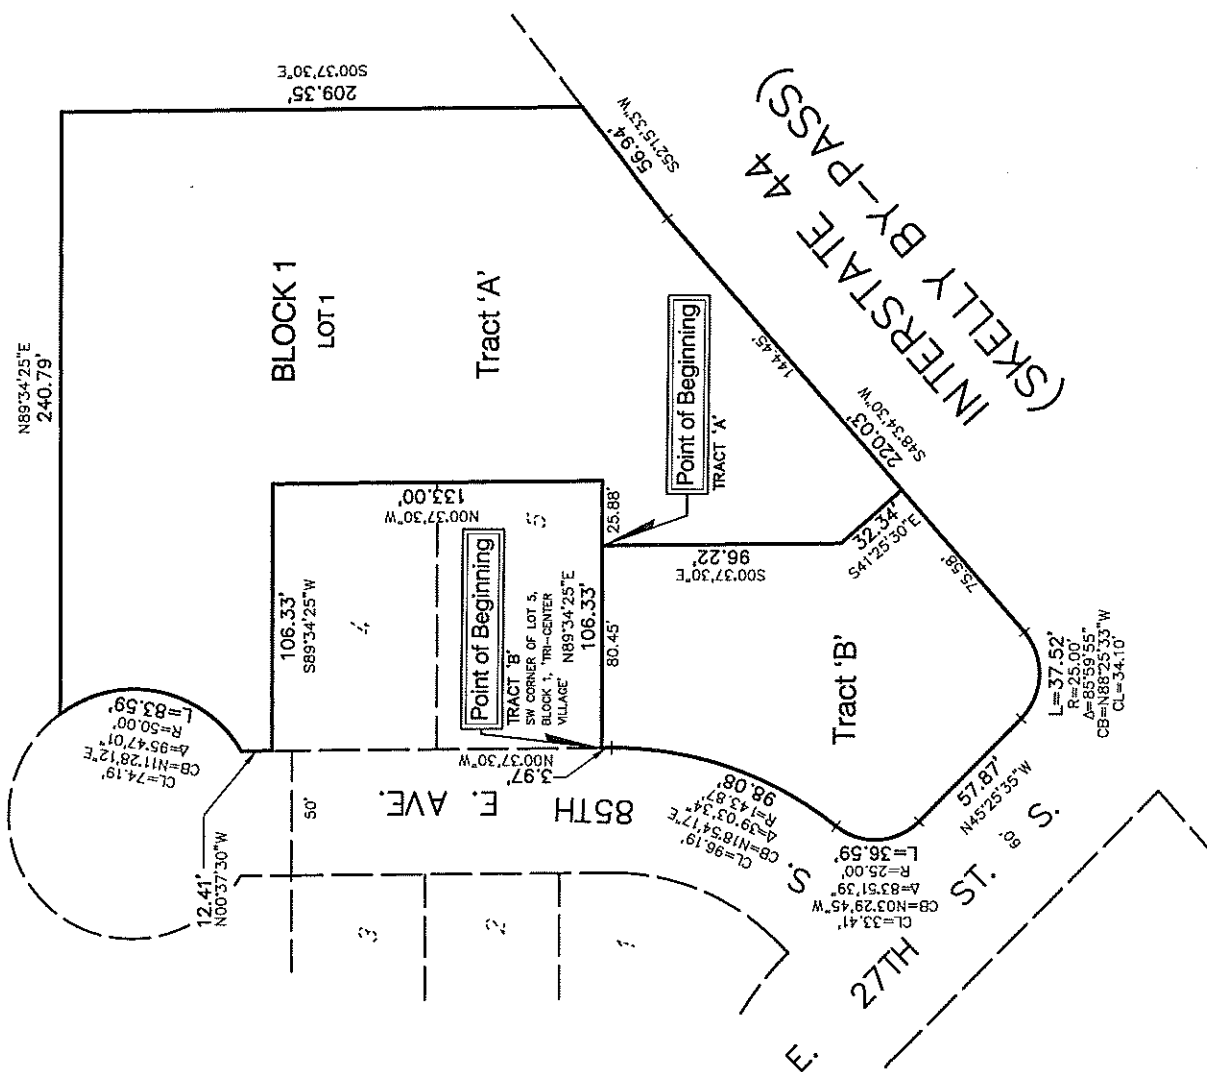 N89°34'25"E
240.79'
S00°37'30"E
209.35'
56.94'
S52°15'33"W
INTERSTATE 44
(SKELLY BY-PASS)
BLOCK 1
LOT 1
Tract 'A'
Point of Beginning
TRACT 'A'
144.45'
220.03'
S48°34'30"W
106.33'
S89°34'25"W
133.00'
N00°37'30"W
4
5
Point of Beginning
TRACT 'B'
SW CORNER OF LOT 5,
BLOCK 1, 'TRI-CENTER
VILLAGE'
N89°34'25"E
106.33'
80.45'
25.88'
96.22'
S00°37'30"E
32.34'
S41°25'30"E
75.58'
Tract 'B'
L=37.52'
R=25.00'
Δ=85°59'55"
CB=N88°25'33"W
CL=34.10'
57.87'
N45°25'35"W
L=36.59'
R=25.00'
Δ=83°51'39"
CB=N03°29'45"W
CL=33.41'
98.08'
R=143.87'
Δ=39°03'34"
CB=N18°54'17"E
CL=96.19'
3.97'
N00°37'30"W
L=83.59'
R=50.00'
Δ=95°47'01"
CB=N11°28'12"E
CL=74.19'
12.41'
N00°37'30"W
50'
S. 85TH E. AVE.
3
2
1
E. 27TH ST. S.
60'